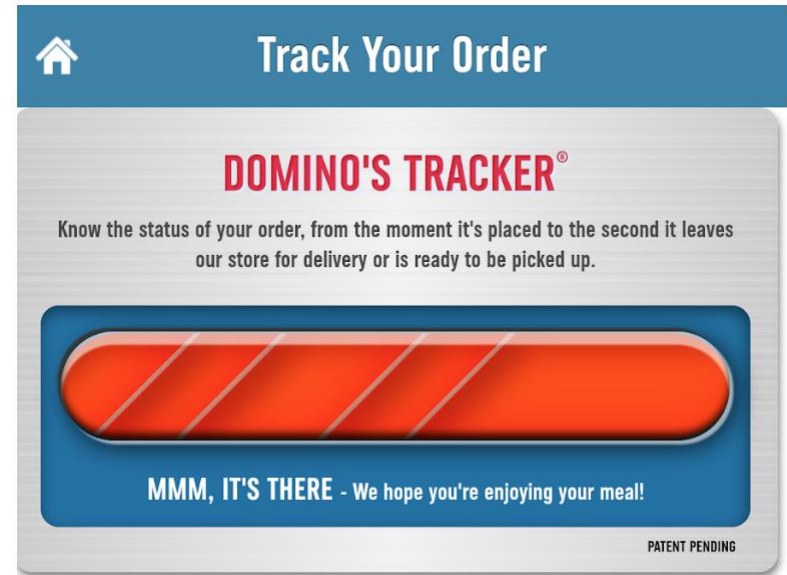 Track Your Order
DOMINO'S TRACKER®
Know the status of your order, from the moment it's placed to the second it leaves
our store for delivery or is ready to be picked up.
MMM, IT'S THERE - We hope you're enjoying your meal!
PATENT PENDING